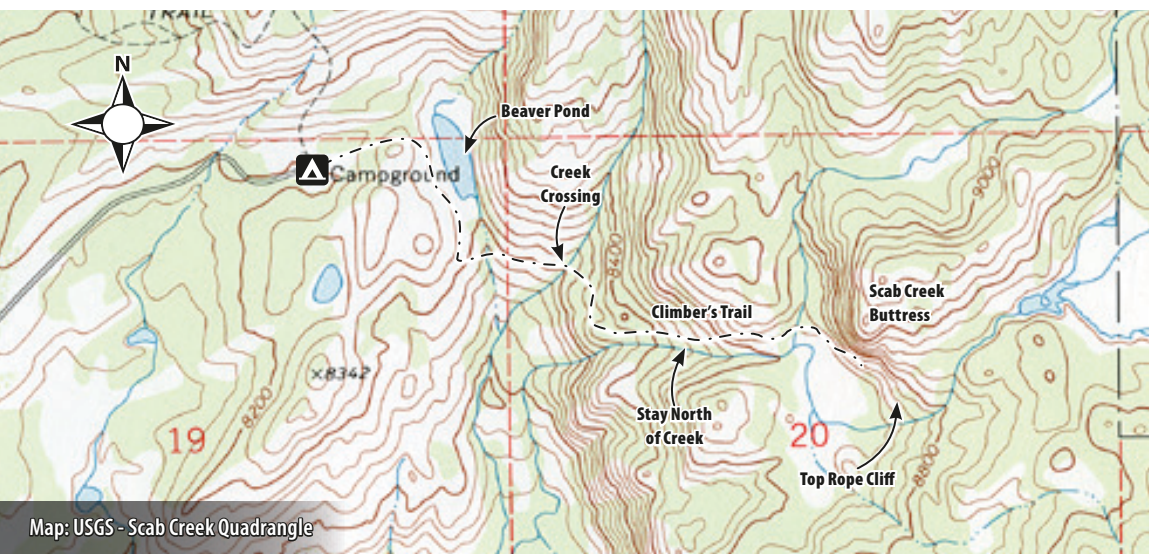 TRAIL
N
Beaver Pond
Campground
Creek
Crossing
9000
8400
Scab Creek
Buttress
Climber's Trail
×8342
8200
Stay North
of Creek
19
20
Top Rope Cliff
8800
Map: USGS - Scab Creek Quadrangle